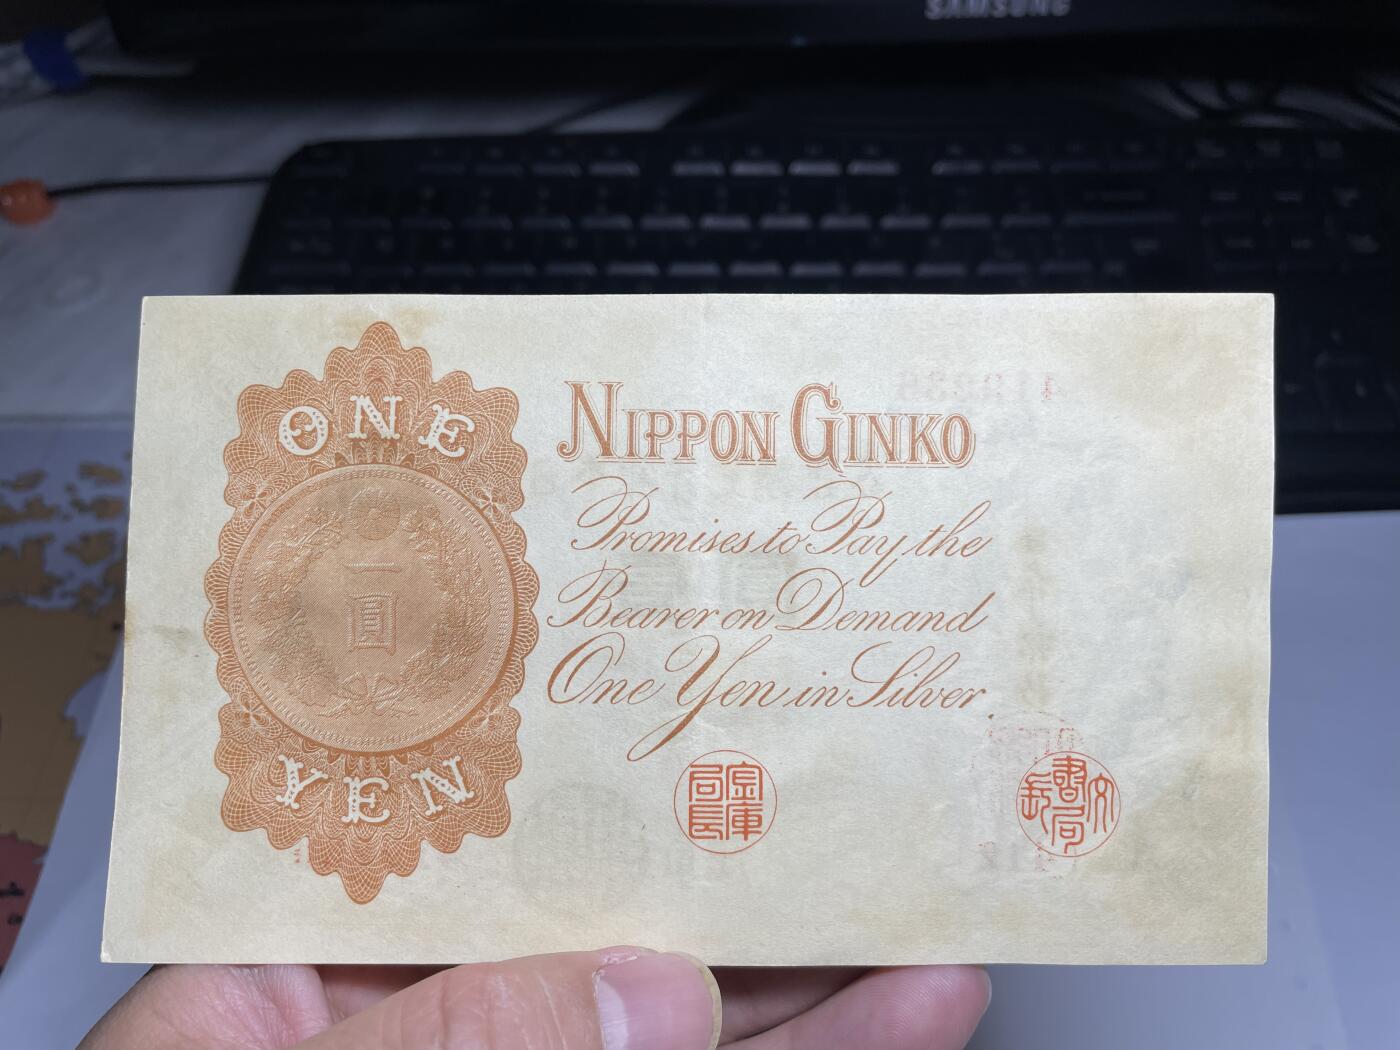 SAMSUNG
ONE
一圓
YEN
NIPPON GINKO
Promises to Pay the
Bearer on Demand
One Yen in Silver.
金庫局長
文書局長